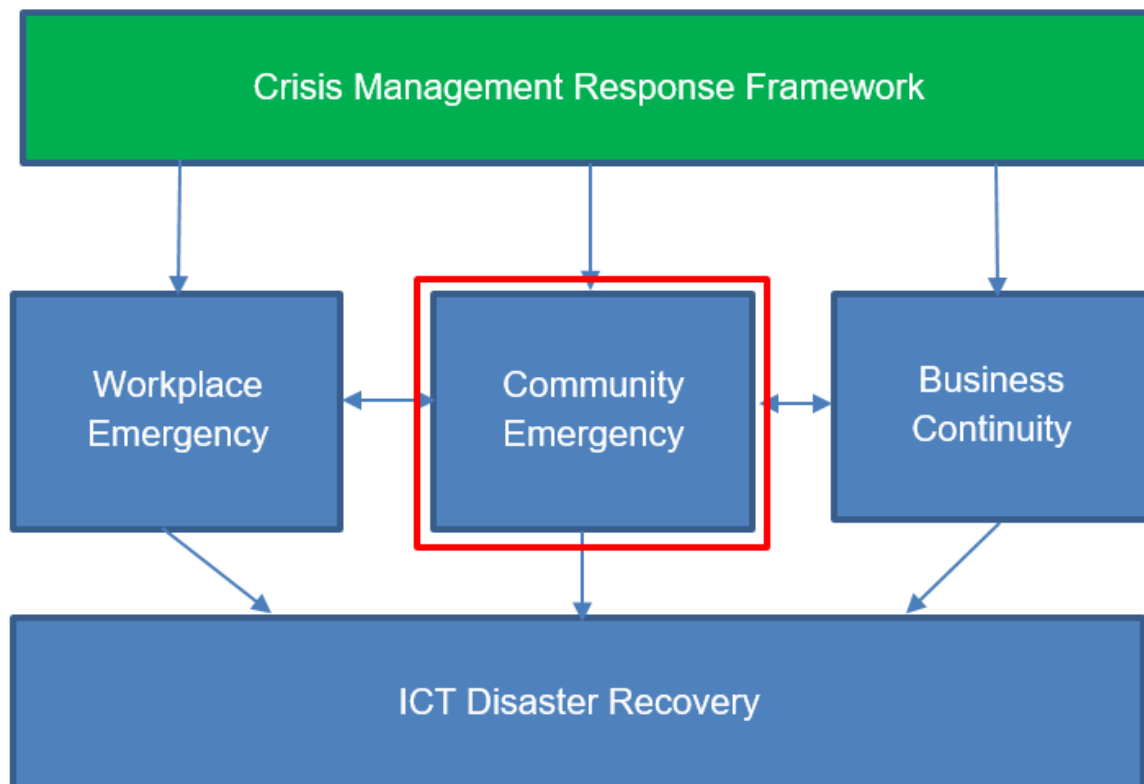 Crisis Management Response Framework
Workplace
Emergency
Community
Emergency
Business
Continuity
ICT Disaster Recovery